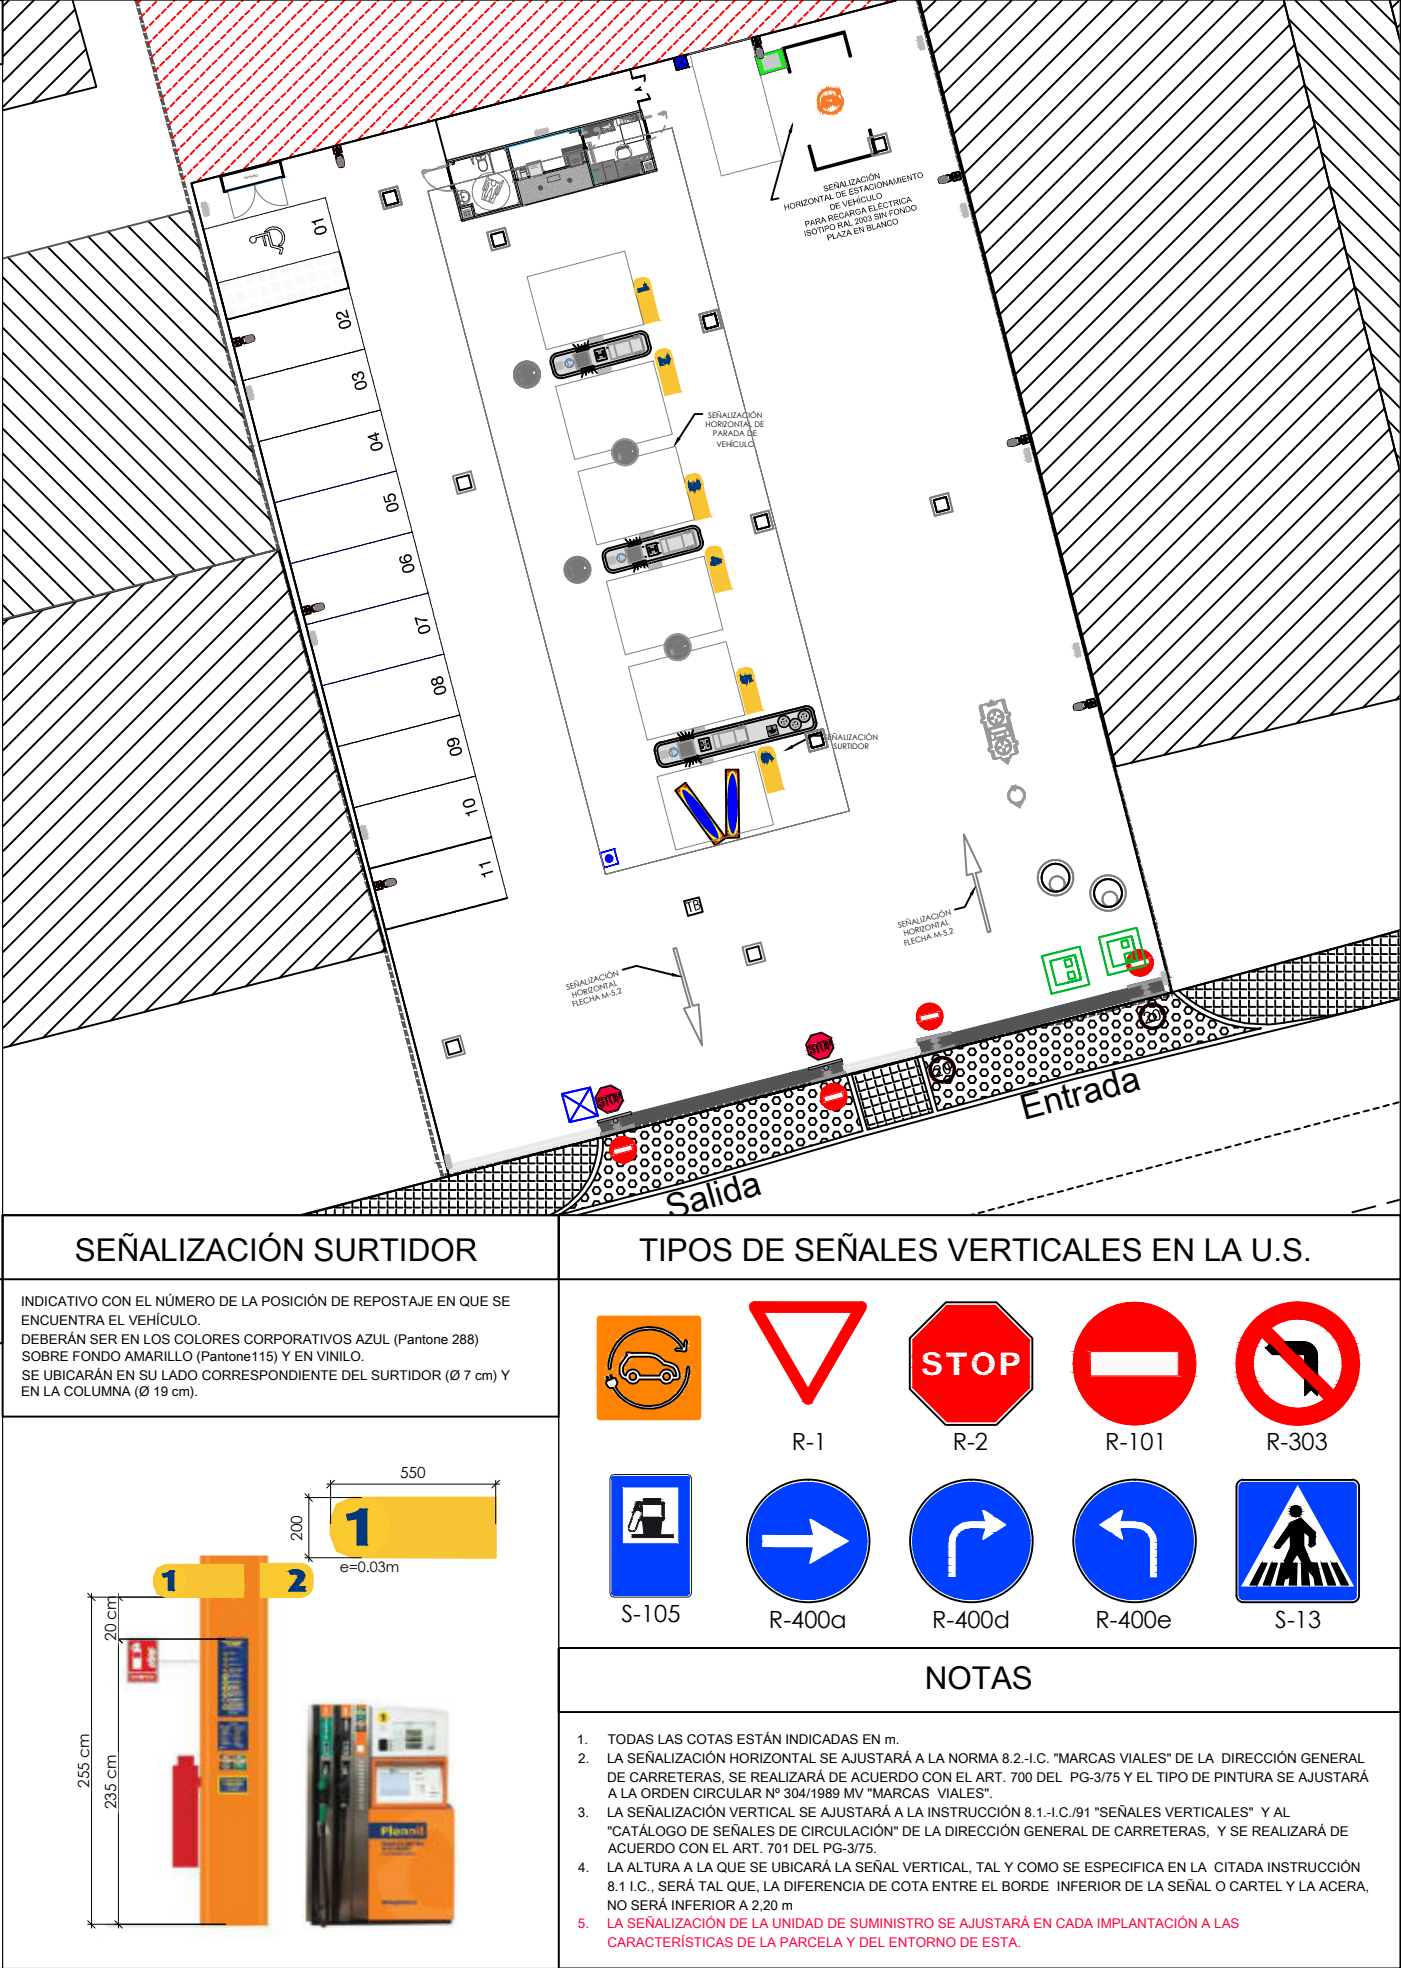 SEÑALIZACIÓN
HORIZONTAL DE ESTACIONAMIENTO
DE VEHÍCULO
PARA RECARGA ELÉCTRICA
ISOTIPO RAL 2003 SIN FONDO
PLAZA EN BLANCO
01
02
03
04
05
06
07
08
09
10
11
1
SEÑALIZACIÓN
HORIZONTAL DE
PARADA DE
VEHÍCULO
SEÑALIZACIÓN
SURTIDOR
TB
SEÑALIZACIÓN
HORIZONTAL
FLECHA M-5.2
SEÑALIZACIÓN
HORIZONTAL
FLECHA M-5.2
STOP
STOP
20
20
Entrada
Salida
SEÑALIZACIÓN SURTIDOR
INDICATIVO CON EL NÚMERO DE LA POSICIÓN DE REPOSTAJE EN QUE SE
ENCUENTRA EL VEHÍCULO.
DEBERÁN SER EN LOS COLORES CORPORATIVOS AZUL (Pantone 288)
SOBRE FONDO AMARILLO (Pantone115) Y EN VINILO.
SE UBICARÁN EN SU LADO CORRESPONDIENTE DEL SURTIDOR (Ø 7 cm) Y
EN LA COLUMNA (Ø 19 cm).
550
200
1
e=0.03m
1
2
20 cm
255 cm
235 cm
1
Plenoil
TIPOS DE SEÑALES VERTICALES EN LA U.S.
STOP
R-1
R-2
R-101
R-303
S-105
R-400a
R-400d
R-400e
S-13
NOTAS
1. TODAS LAS COTAS ESTÁN INDICADAS EN m.
2. LA SEÑALIZACIÓN HORIZONTAL SE AJUSTARÁ A LA NORMA 8.2.-I.C. "MARCAS VIALES" DE LA DIRECCIÓN GENERAL
DE CARRETERAS, SE REALIZARÁ DE ACUERDO CON EL ART. 700 DEL PG-3/75 Y EL TIPO DE PINTURA SE AJUSTARÁ
A LA ORDEN CIRCULAR Nº 304/1989 MV "MARCAS VIALES".
3. LA SEÑALIZACIÓN VERTICAL SE AJUSTARÁ A LA INSTRUCCIÓN 8.1.-I.C./91 "SEÑALES VERTICALES" Y AL
"CATÁLOGO DE SEÑALES DE CIRCULACIÓN" DE LA DIRECCIÓN GENERAL DE CARRETERAS, Y SE REALIZARÁ DE
ACUERDO CON EL ART. 701 DEL PG-3/75.
4. LA ALTURA A LA QUE SE UBICARÁ LA SEÑAL VERTICAL, TAL Y COMO SE ESPECIFICA EN LA CITADA INSTRUCCIÓN
8.1 I.C., SERÁ TAL QUE, LA DIFERENCIA DE COTA ENTRE EL BORDE INFERIOR DE LA SEÑAL O CARTEL Y LA ACERA,
NO SERÁ INFERIOR A 2,20 m
5. LA SEÑALIZACIÓN DE LA UNIDAD DE SUMINISTRO SE AJUSTARÁ EN CADA IMPLANTACIÓN A LAS
CARACTERÍSTICAS DE LA PARCELA Y DEL ENTORNO DE ESTA.